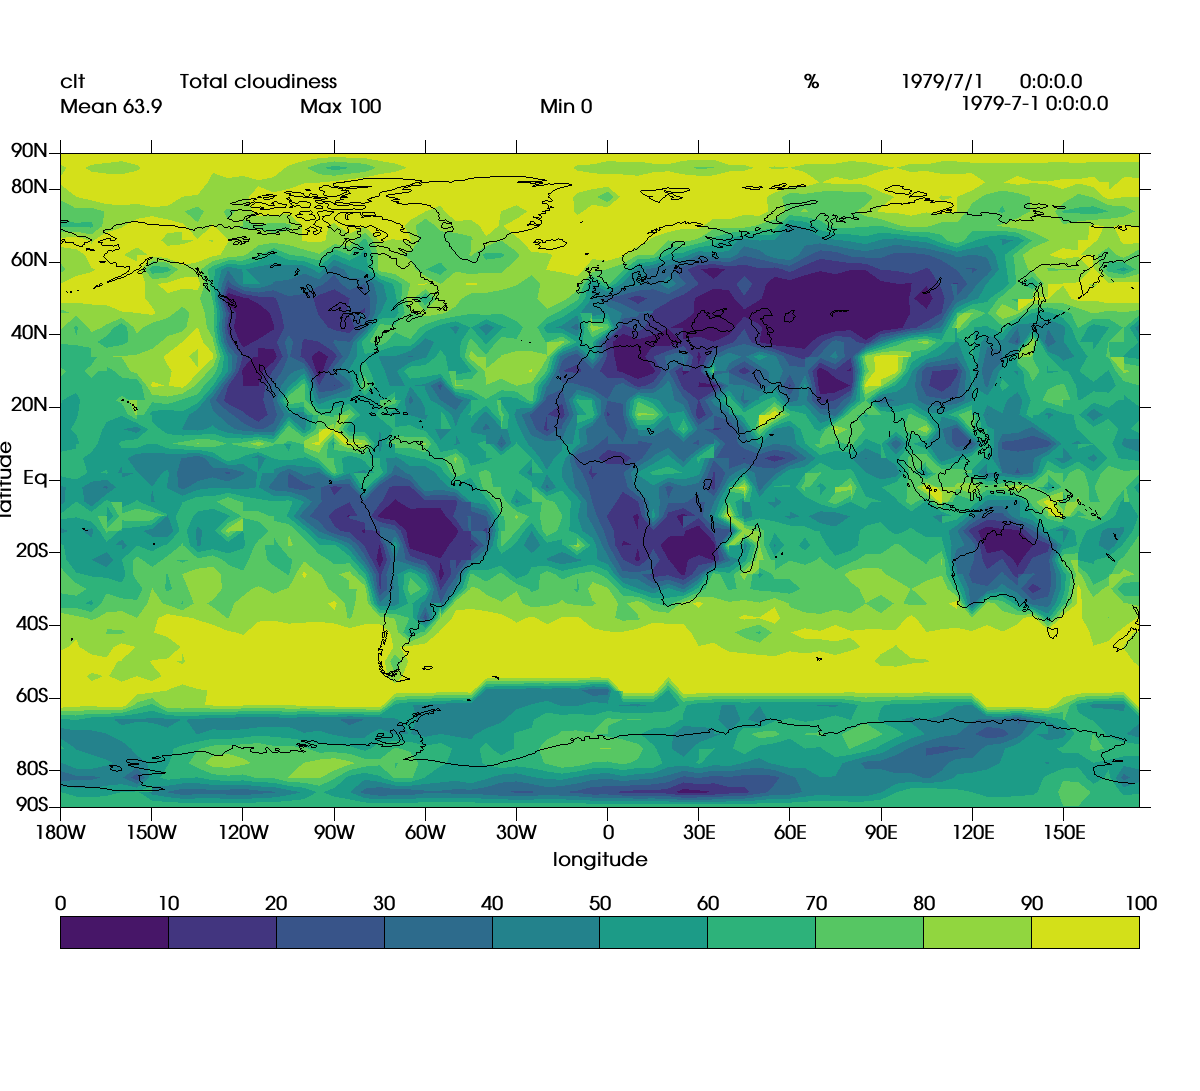 clt Total cloudiness % 1979/7/1 0:0:0.0
Mean 63.9 Max 100 Min 0 1979-7-1 0:0:0.0
90N
80N
60N
40N
20N
Eq
20S
40S
60S
80S
90S
latitude
180W 150W 120W 90W 60W 30W 0 30E 60E 90E 120E 150E
longitude
0 10 20 30 40 50 60 70 80 90 100